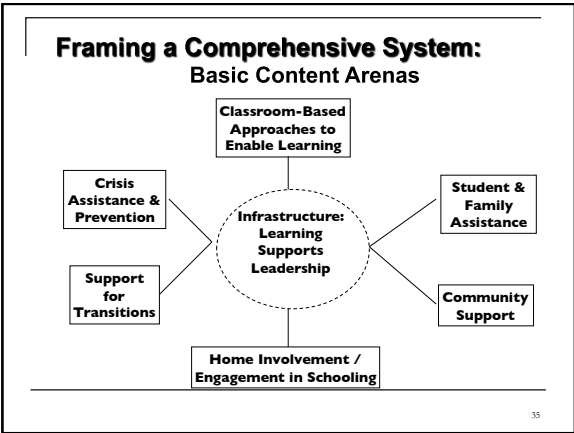 Framing a Comprehensive System:
Basic Content Arenas
Classroom-Based
Approaches to
Enable Learning
Crisis
Assistance &
Prevention
Student &
Family
Assistance
Infrastructure:
Learning
Supports
Leadership
Support
for
Transitions
Community
Support
Home Involvement /
Engagement in Schooling
35